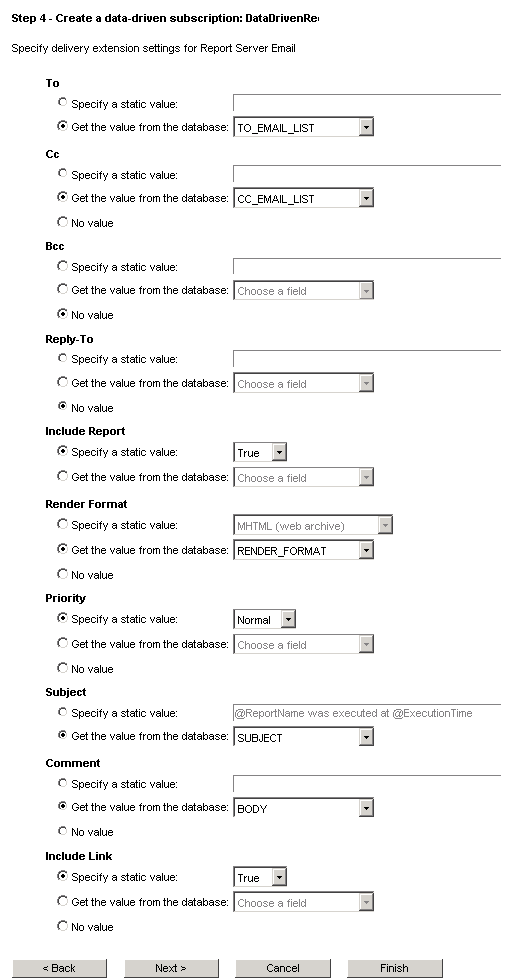 Step 4 - Create a data-driven subscription: DataDrivenRe
Specify delivery extension settings for Report Server Email
To
Specify a static value:
Get the value from the database: TO_EMAIL_LIST
Cc
Specify a static value:
Get the value from the database: CC_EMAIL_LIST
No value
Bcc
Specify a static value:
Get the value from the database: Choose a field
No value
Reply-To
Specify a static value:
Get the value from the database: Choose a field
No value
Include Report
Specify a static value: True
Get the value from the database: Choose a field
Render Format
Specify a static value: MHTML (web archive)
Get the value from the database: RENDER_FORMAT
No value
Priority
Specify a static value: Normal
Get the value from the database: Choose a field
No value
Subject
Specify a static value: @ReportName was executed at @ExecutionTime
Get the value from the database: SUBJECT
Comment
Specify a static value:
Get the value from the database: BODY
No value
Include Link
Specify a static value: True
Get the value from the database: Choose a field
No value
< Back Next > Cancel Finish